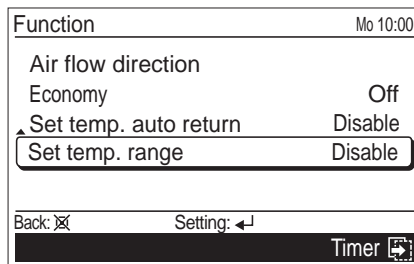 Function Mo 10:00
Air flow direction
Economy Off
Set temp. auto return Disable
Set temp. range Disable
Back: Setting:
Timer